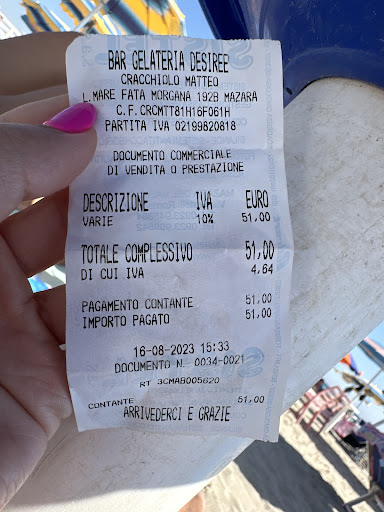 BAR GELATERIA DESIREE
CRACCHIOLO MATTEO
L.MARE FATA MORGANA 192B MAZARA
C.F.CRCMTT81H16F061H
PARTITA IVA 02199820818
DOCUMENTO COMMERCIALE
DI VENDITA O PRESTAZIONE
DESCRIZIONE IVA EURO
VARIE 10% 51,00
TOTALE COMPLESSIVO 51,00
DI CUI IVA 4,64
PAGAMENTO CONTANTE 51,00
IMPORTO PAGATO 51,00
16-08-2023 15:33
DOCUMENTO N. 0034-0021
RT 3CMAB005620
CONTANTE 51,00
ARRIVEDERCI E GRAZIE